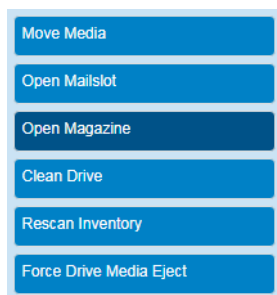 Move Media
Open Mailslot
Open Magazine
Clean Drive
Rescan Inventory
Force Drive Media Eject